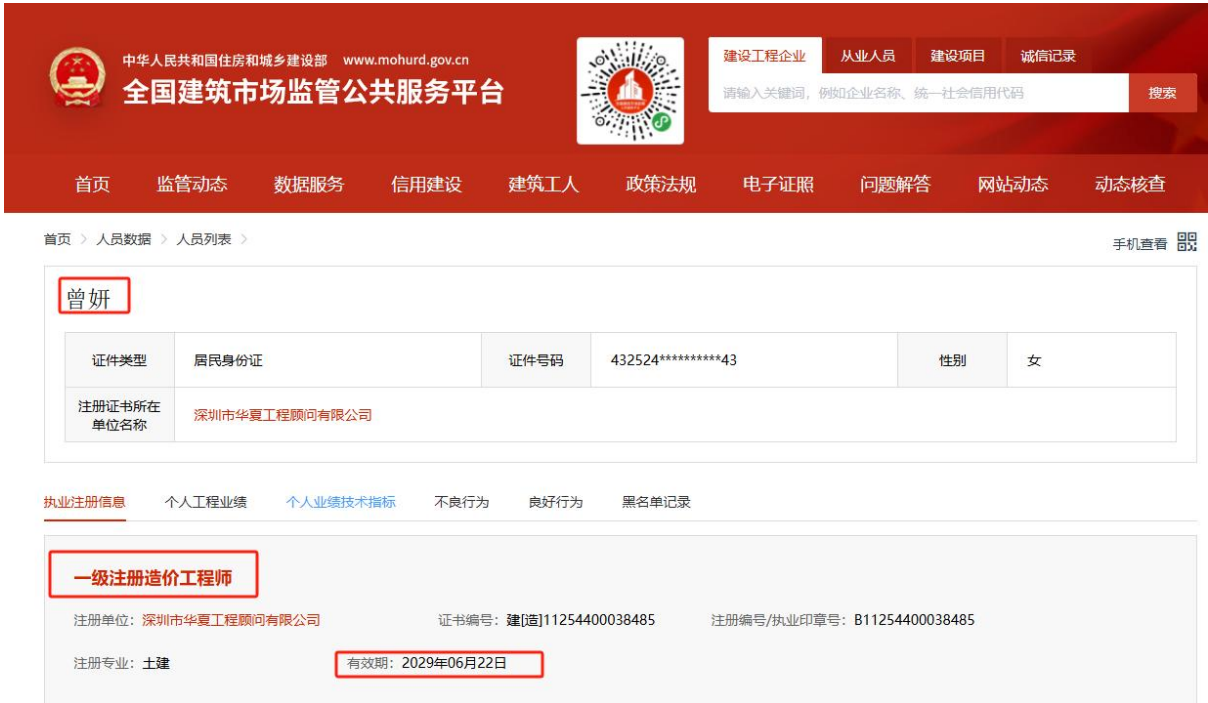 中华人民共和国住房和城乡建设部 www.mohurd.gov.cn
全国建筑市场监管公共服务平台
建设工程企业 从业人员 建设项目 诚信记录
请输入关键词，例如企业名称、统一社会信用代码 搜索
首页 监管动态 数据服务 信用建设 建筑工人 政策法规 电子证照 问题解答 网站动态 动态核查
首页 > 人员数据 > 人员列表 >
手机查看
曾妍
证件类型 居民身份证 证件号码 432524**********43 性别 女
注册证书所在
单位名称
深圳市华夏工程顾问有限公司
执业注册信息 个人工程业绩 个人业绩技术指标 不良行为 良好行为 黑名单记录
一级注册造价工程师
注册单位：深圳市华夏工程顾问有限公司 证书编号：建[造]11254400038485 注册编号/执业印章号：B11254400038485
注册专业：土建 有效期：2029年06月22日